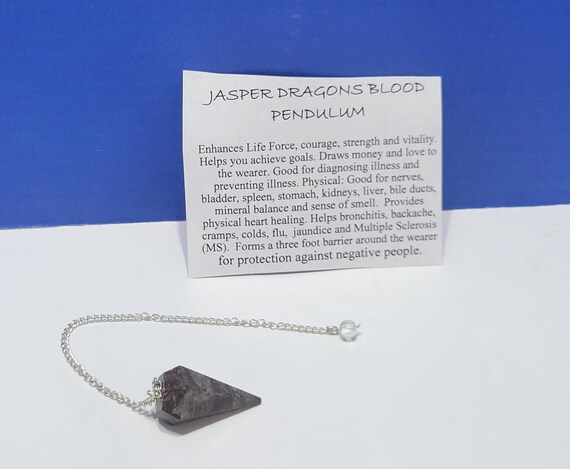 JASPER DRAGONS BLOOD
PENDULUM
Enhances Life Force, courage, strength and vitality.
Helps you achieve goals. Draws money and love to
the wearer. Good for diagnosing illness and
preventing illness. Physical: Good for nerves,
bladder, spleen, stomach, kidneys, liver, bile ducts,
mineral balance and sense of smell. Provides
physical heart healing. Helps bronchitis, backache,
cramps, colds, flu, jaundice and Multiple Sclerosis
(MS). Forms a three foot barrier around the wearer
for protection against negative people.